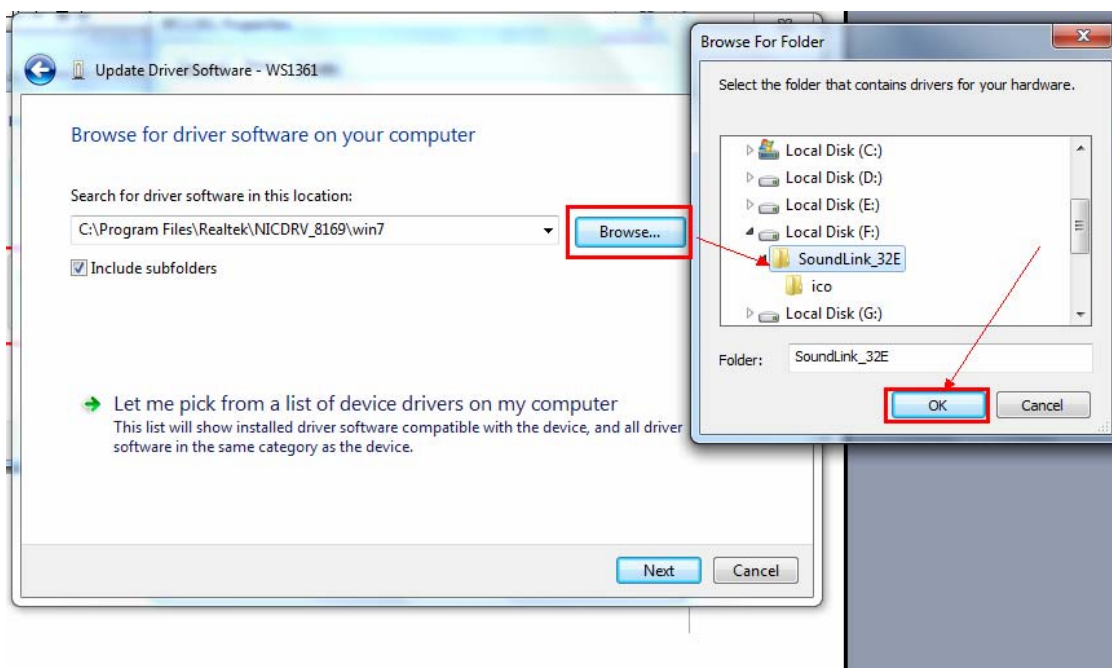 Update Driver Software - WS1361
Browse for driver software on your computer
Search for driver software in this location:
C:\Program Files\Realtek\NICDRV_8169\win7
Browse...
Include subfolders
Let me pick from a list of device drivers on my computer
This list will show installed driver software compatible with the device, and all driver
software in the same category as the device.
Next
Cancel
Browse For Folder
Select the folder that contains drivers for your hardware.
Local Disk (C:)
Local Disk (D:)
Local Disk (E:)
Local Disk (F:)
SoundLink_32E
ico
Local Disk (G:)
Folder:
SoundLink_32E
OK
Cancel